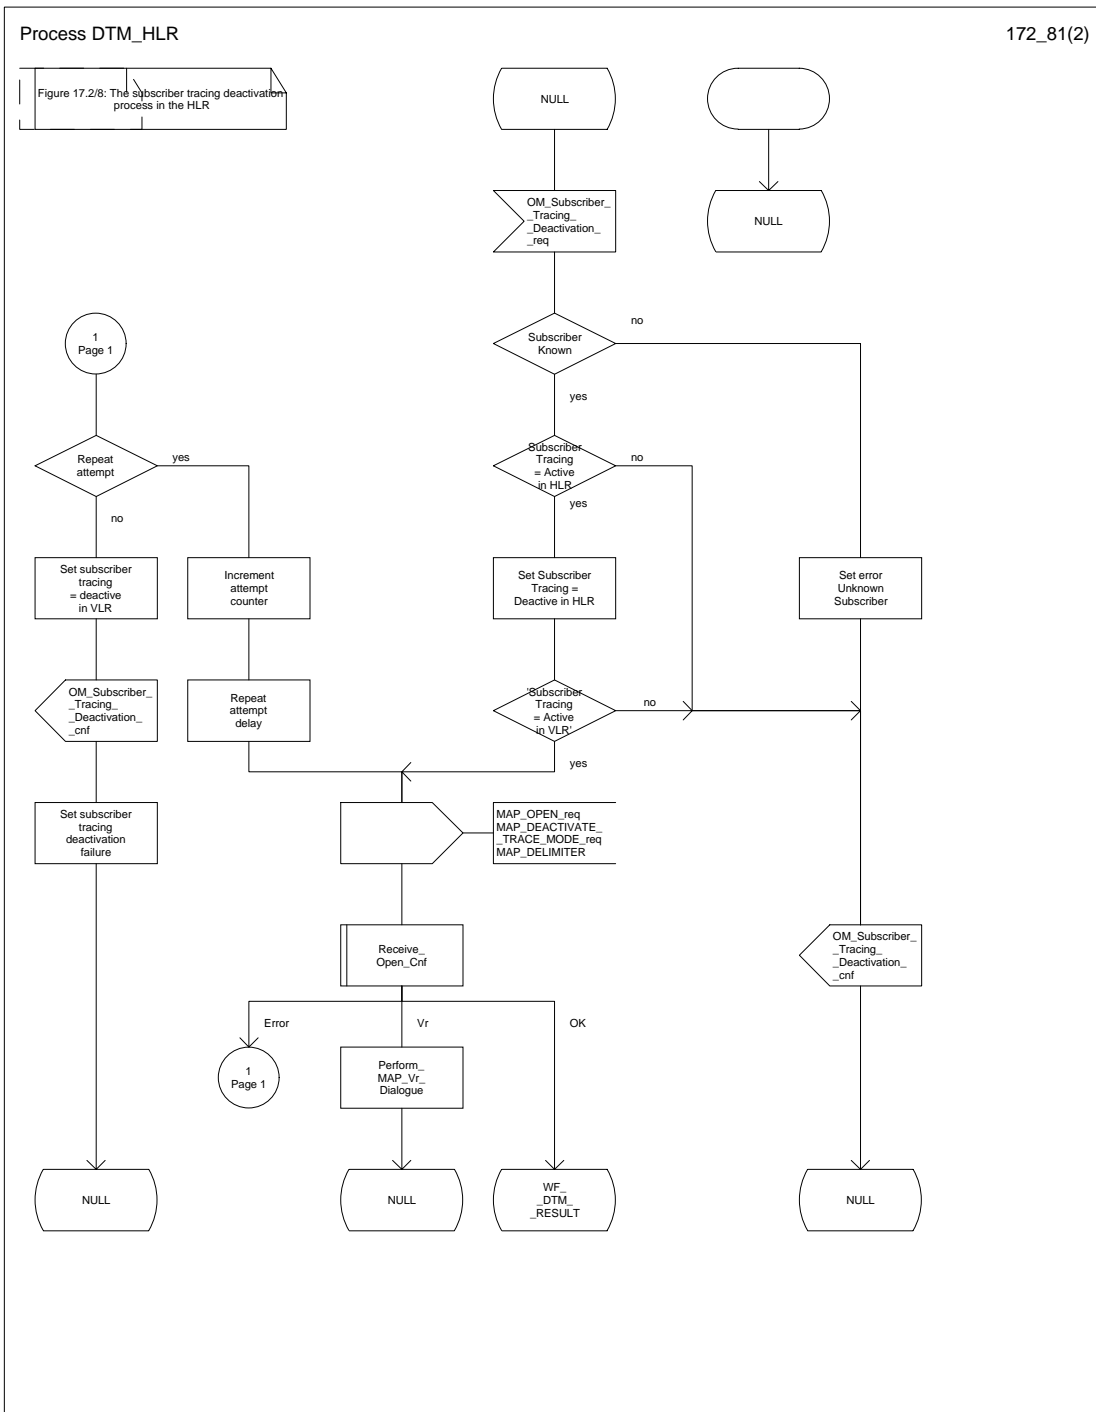 Process DTM_HLR
172_81(2)
Figure 17.2/8: The subscriber tracing deactivation
process in the HLR
NULL
OM_Subscriber_
_Tracing_
_Deactivation_
_req
NULL
1
Page 1
Subscriber
Known
no
yes
Repeat
attempt
yes
no
Subscriber
Tracing
= Active
in HLR
no
yes
Set subscriber
tracing
= deactive
in VLR
Increment
attempt
counter
Set Subscriber
Tracing =
Deactive in HLR
Set error
Unknown
Subscriber
OM_Subscriber_
_Tracing_
_Deactivation_
_cnf
Repeat
attempt
delay
'Subscriber
Tracing
= Active
in VLR'
no
yes
Set subscriber
tracing
deactivation
failure
MAP_OPEN_req
MAP_DEACTIVATE_
_TRACE_MODE_req
MAP_DELIMITER
Receive_
Open_Cnf
OM_Subscriber_
_Tracing_
_Deactivation_
_cnf
Error
Vr
OK
1
Page 1
Perform_
MAP_Vr_
Dialogue
NULL
NULL
WF_
_DTM_
_RESULT
NULL